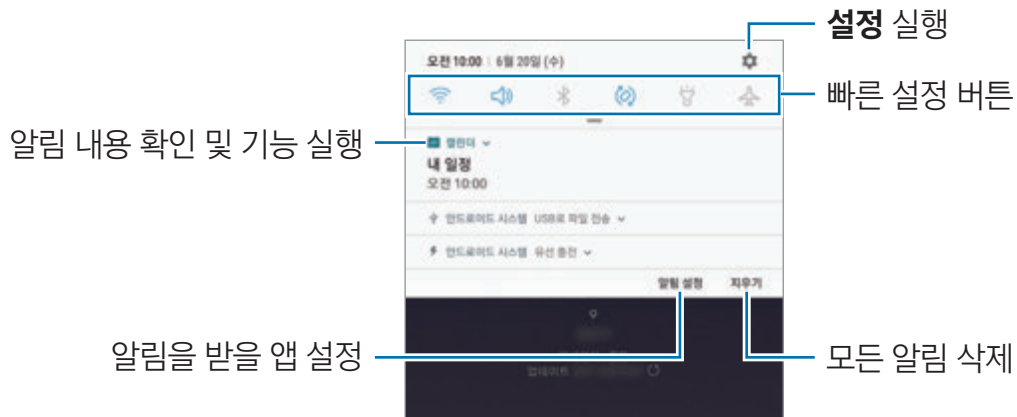 설정 실행
오전 10:00 | 6월 20일 (수)
빠른 설정 버튼
알림 내용 확인 및 기능 실행
캘린더
내 일정
오전 10:00
안드로이드 시스템 USB로 파일 전송
안드로이드 시스템 유선 충전
알림 설정 지우기
알림을 받을 앱 설정
모든 알림 삭제
업데이트